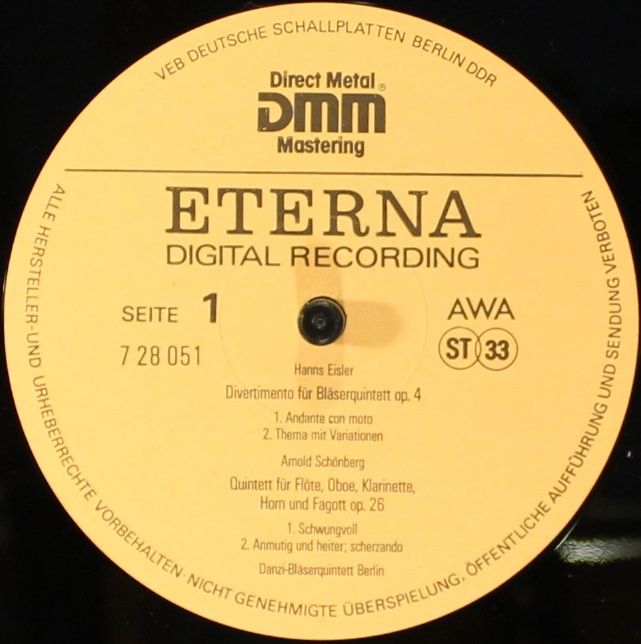 VEB DEUTSCHE SCHALLPLATTEN BERLIN DDR
Direct Metal
DMM®
Mastering
ETERNA
DIGITAL RECORDING
SEITE 1
AWA
7 28 051
ST 33
Hanns Eisler
Divertimento für Bläserquintett op. 4
1. Andante con moto
2. Thema mit Variationen
Arnold Schönberg
Quintett für Flöte, Oboe, Klarinette,
Horn und Fagott op. 26
1. Schwungvoll
2. Anmutig und heiter; scherzando
Danzi-Bläserquintett Berlin
ALLE HERSTELLER- UND URHEBERRECHTE VORBEHALTEN · NICHT GENEHMIGTE ÜBERSPIELUNG, ÖFFENTLICHE AUFFÜHRUNG UND SENDUNG VERBOTEN